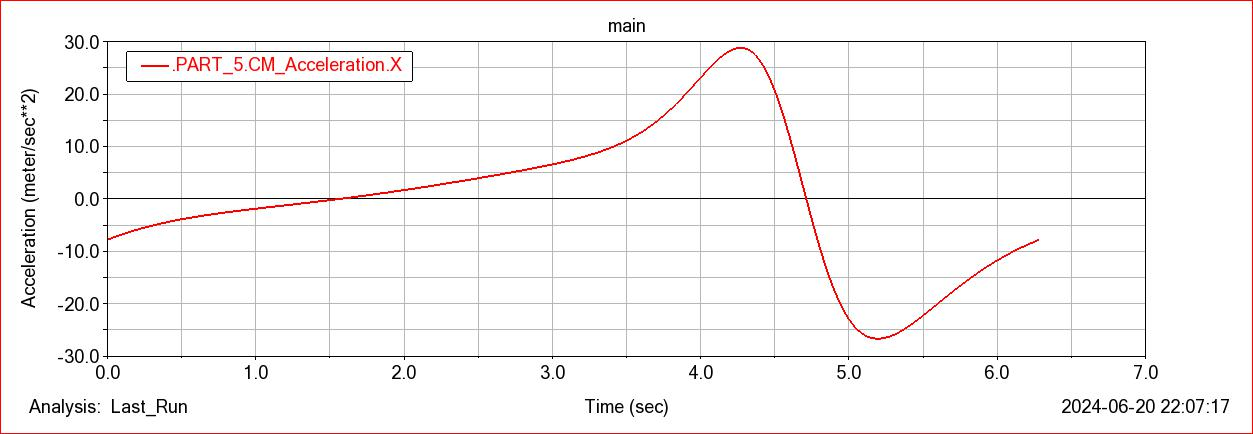 main
.PART_5.CM_Acceleration.X
Acceleration (meter/sec**2)
30.0
20.0
10.0
0.0
-10.0
-20.0
-30.0
0.0 1.0 2.0 3.0 4.0 5.0 6.0 7.0
Analysis: Last_Run Time (sec) 2024-06-20 22:07:17